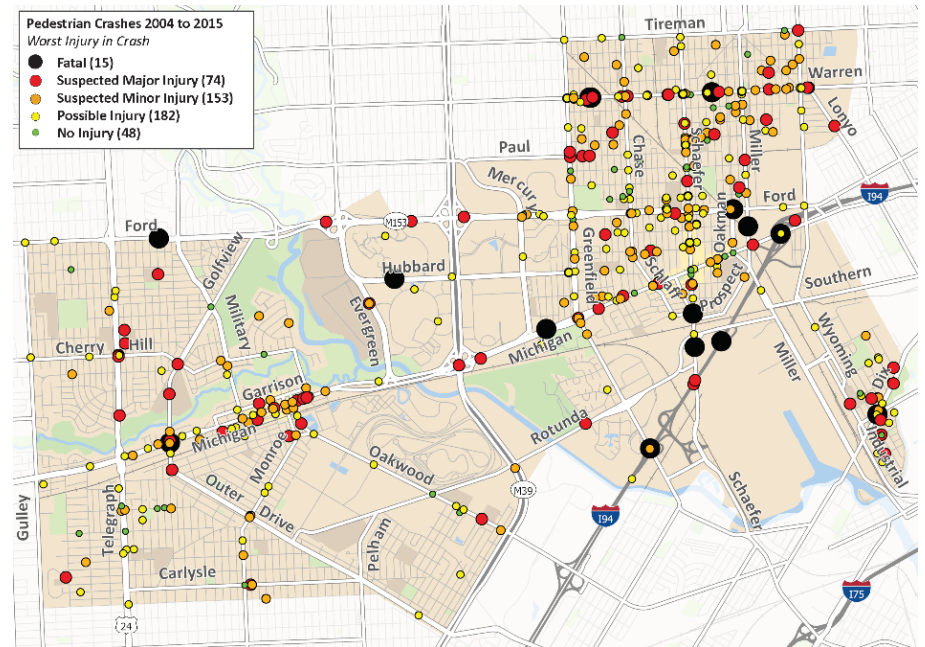 Pedestrian Crashes 2004 to 2015
Worst Injury in Crash
Fatal (15)
Suspected Major Injury (74)
Suspected Minor Injury (153)
Possible Injury (182)
No Injury (48)
Tireman
Warren
Lonyo
Paul
Chase
Schaefer
Miller
Mercury
Ford
I94
M153
Ford
Oakman
Golfview
Greenfield
Hubbard
Schlaff
Prospect
Southern
Evergreen
Military
Michigan
Wyoming
Cherry Hill
Miller
Dix
Garrison
Michigan
Rotunda
Industrial
Monroe
Oakwood
Gulley
Telegraph
Outer Drive
M39
Schaefer
I94
Pelham
Carlysle
I75
24